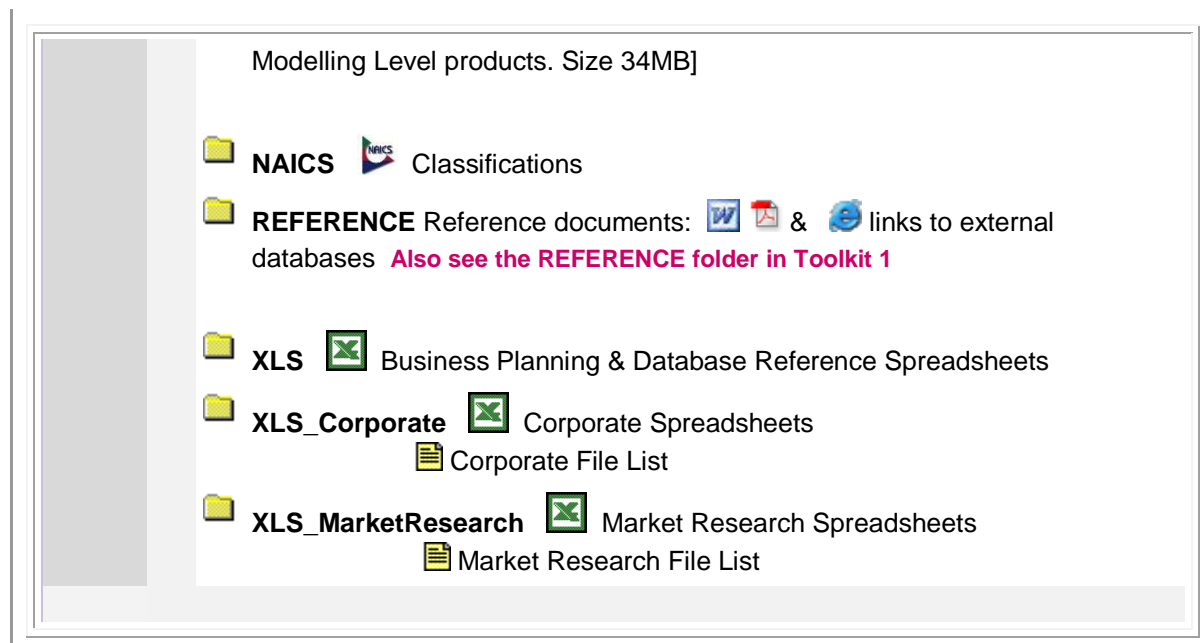 Modelling Level products. Size 34MB]
NAICS NAICS Classifications
REFERENCE Reference documents: W & e links to external
databases Also see the REFERENCE folder in Toolkit 1
XLS X Business Planning & Database Reference Spreadsheets
XLS_Corporate X Corporate Spreadsheets
Corporate File List
XLS_MarketResearch X Market Research Spreadsheets
Market Research File List